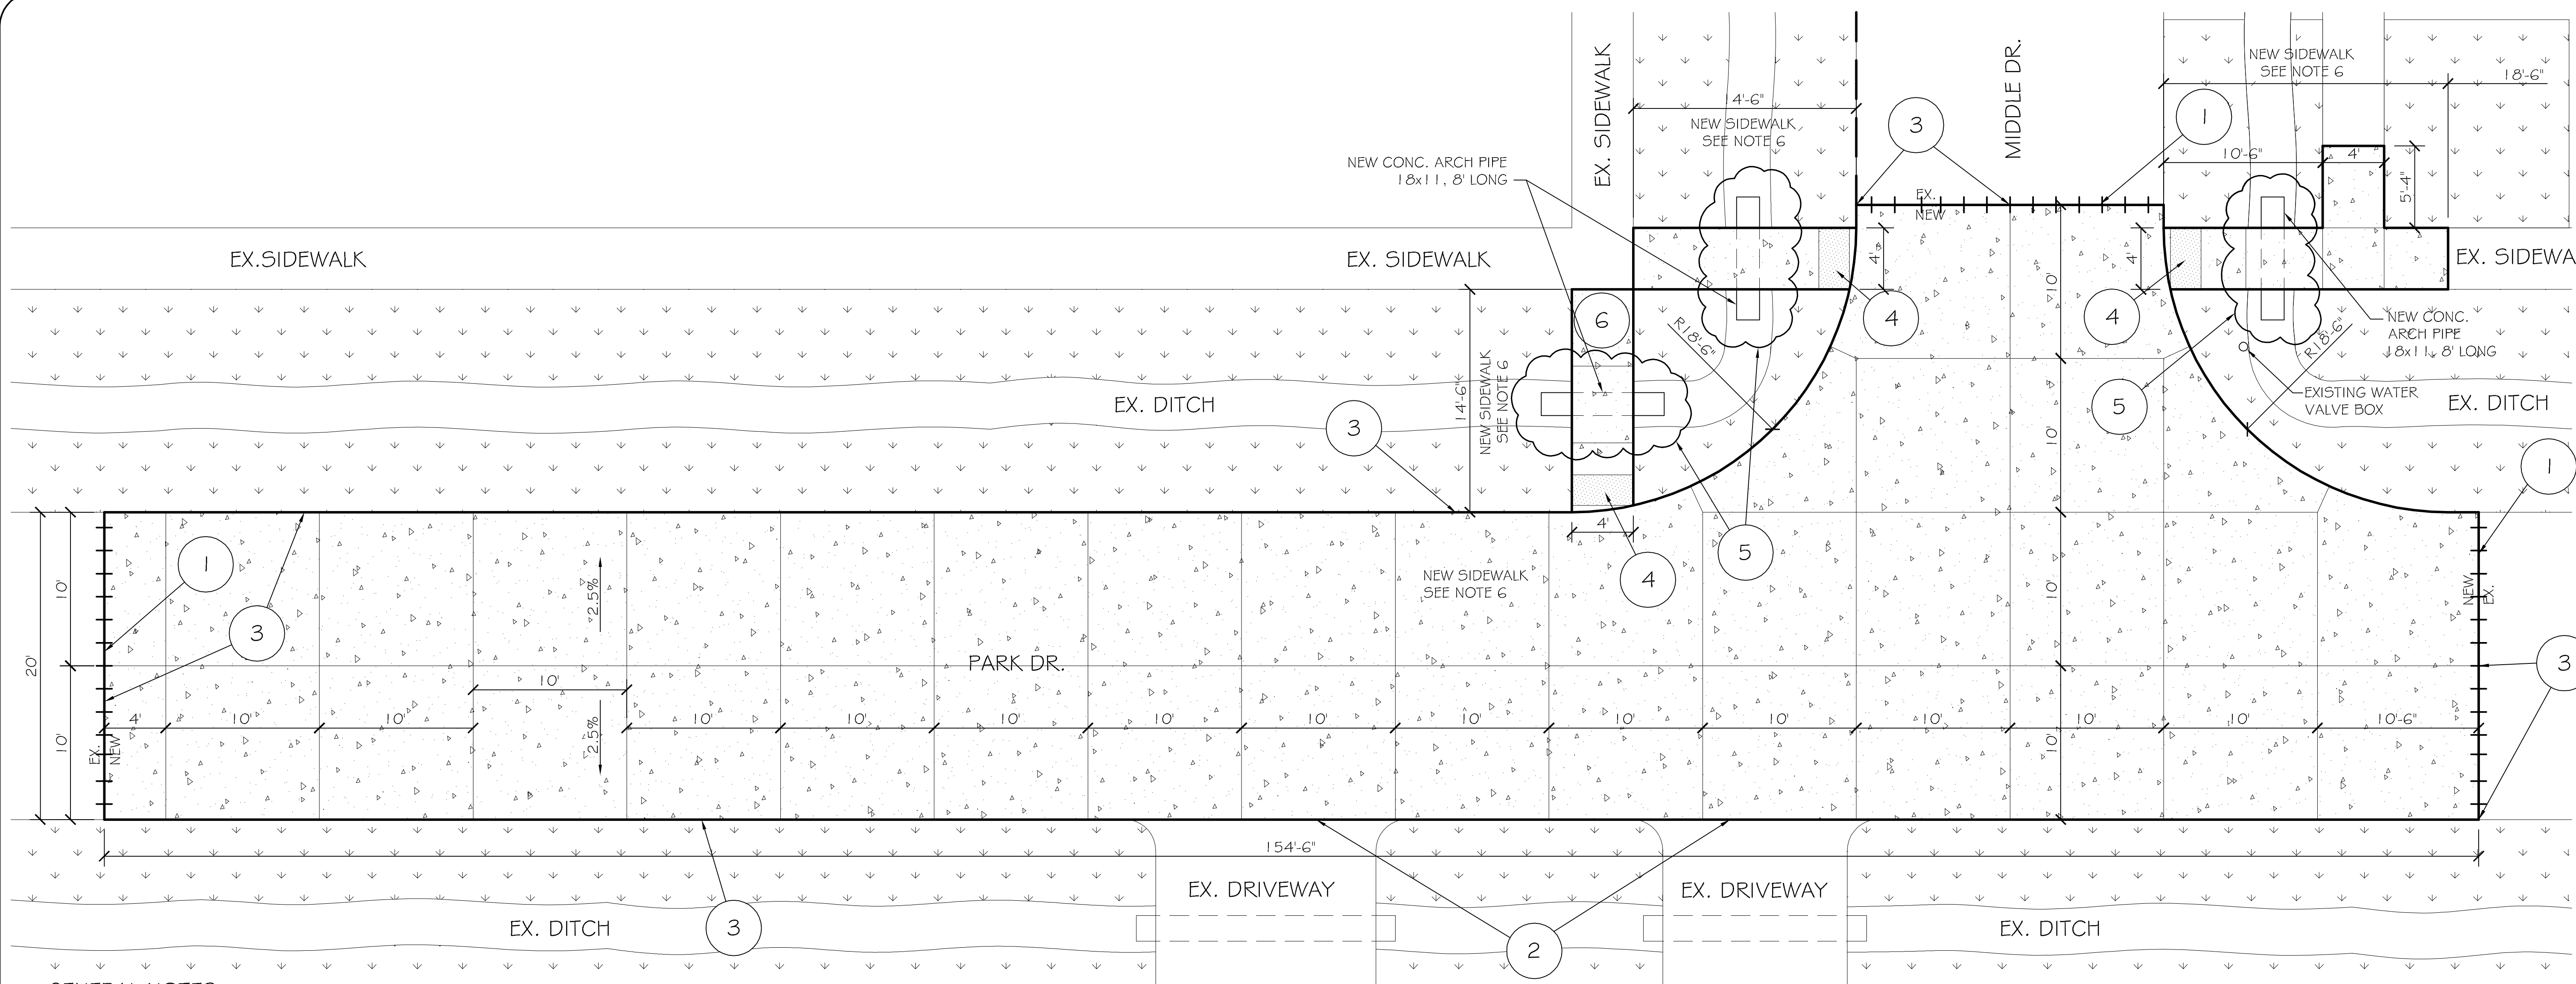 EX. SIDEWALK
MIDDLE DR.
NEW SIDEWALK
SEE NOTE 6
18'-6"
14'-6"
NEW SIDEWALK
SEE NOTE 6
3
1
10'-6"
4'
5'-4"
NEW CONC. ARCH PIPE
18x11, 8' LONG
EX.
NEW
EX.SIDEWALK
EX. SIDEWALK
4'
4'
EX. SIDEWA
10'
6
4
4
R18'-6"
R18'-6"
NEW CONC.
ARCH PIPE
18x11, 8' LONG
14'-6"
NEW SIDEWALK
SEE NOTE 6
EX. DITCH
3
5
EXISTING WATER
VALVE BOX
EX. DITCH
10'
1
4'
5
4
NEW SIDEWALK
SEE NOTE 6
1
3
2.5%
10'
20'
10'
NEW
EX.
PARK DR.
3
10'
4'
10'
10'
10'
10'
10'
10'
10'
10'
10'
10'
10'
10'
10'
10'-6"
2.5%
10'
10'
EX.
NEW
154'-6"
EX. DRIVEWAY
EX. DRIVEWAY
EX. DITCH
3
2
EX. DITCH